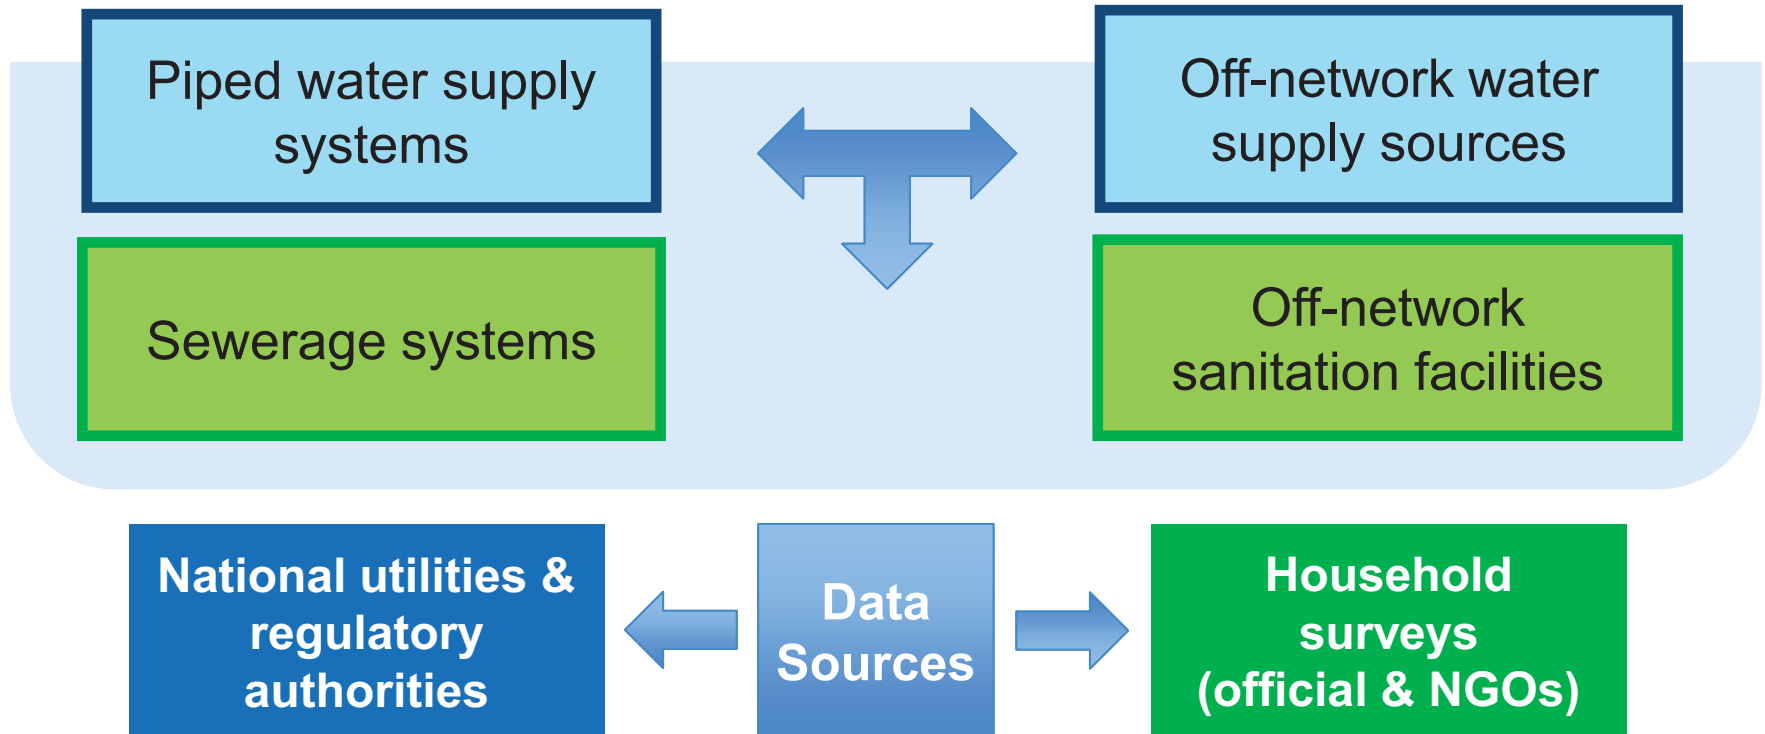 Piped water supply
systems
Off-network water
supply sources
Sewerage systems
Off-network
sanitation facilities
National utilities &
regulatory
authorities
Data
Sources
Household
surveys
(official & NGOs)